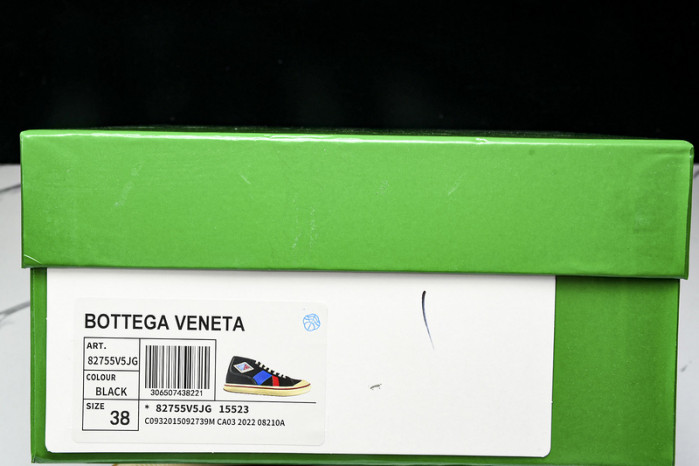 BOTTEGA VENETA
ART.
82755V5JG
COLOUR
BLACK
SIZE
38
306507438221
* 82755V5JG 15523
C0932015092739M CA03 2022 08210A